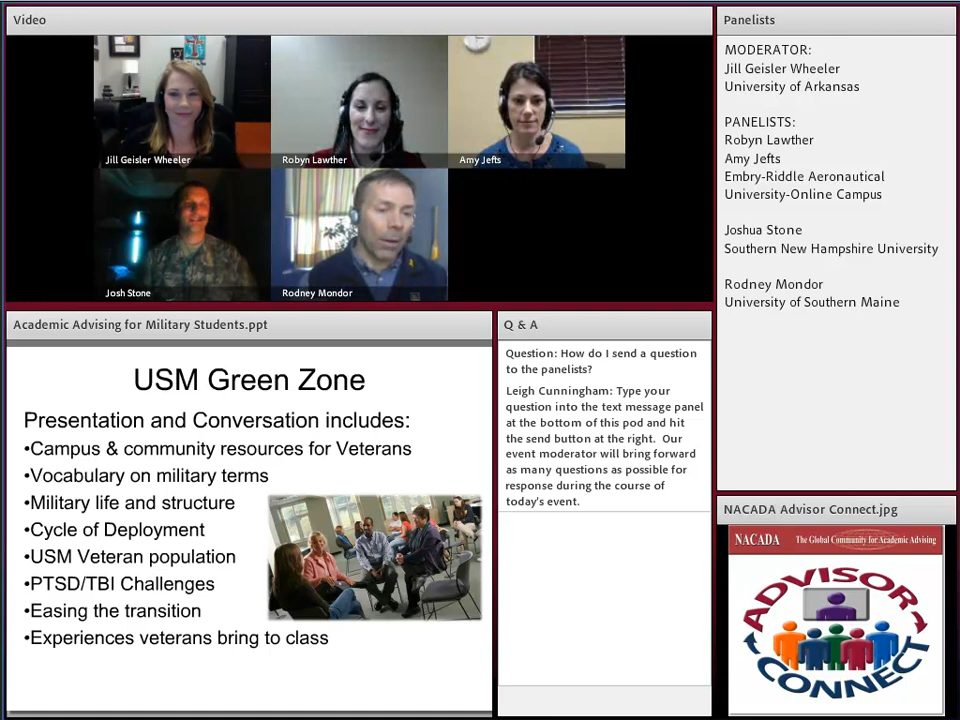 Video
Jill Geisler Wheeler
Robyn Lawther
Amy Jefts
Josh Stone
Rodney Mondor
Panelists
MODERATOR:
Jill Geisler Wheeler
University of Arkansas
PANELISTS:
Robyn Lawther
Amy Jefts
Embry-Riddle Aeronautical
University-Online Campus
Joshua Stone
Southern New Hampshire University
Rodney Mondor
University of Southern Maine
Academic Advising for Military Students.ppt
USM Green Zone
Presentation and Conversation includes:
•Campus & community resources for Veterans
•Vocabulary on military terms
•Military life and structure
•Cycle of Deployment
•USM Veteran population
•PTSD/TBI Challenges
•Easing the transition
•Experiences veterans bring to class
Q & A
Question: How do I send a question
to the panelists?
Leigh Cunningham: Type your
question into the text message panel
at the bottom of this pod and hit
the send button at the right.  Our
event moderator will bring forward
as many questions as possible for
response during the course of
today's event.
NACADA Advisor Connect.jpg
NACADA The Global Community for Academic Advising
ADVISOR
CONNECT